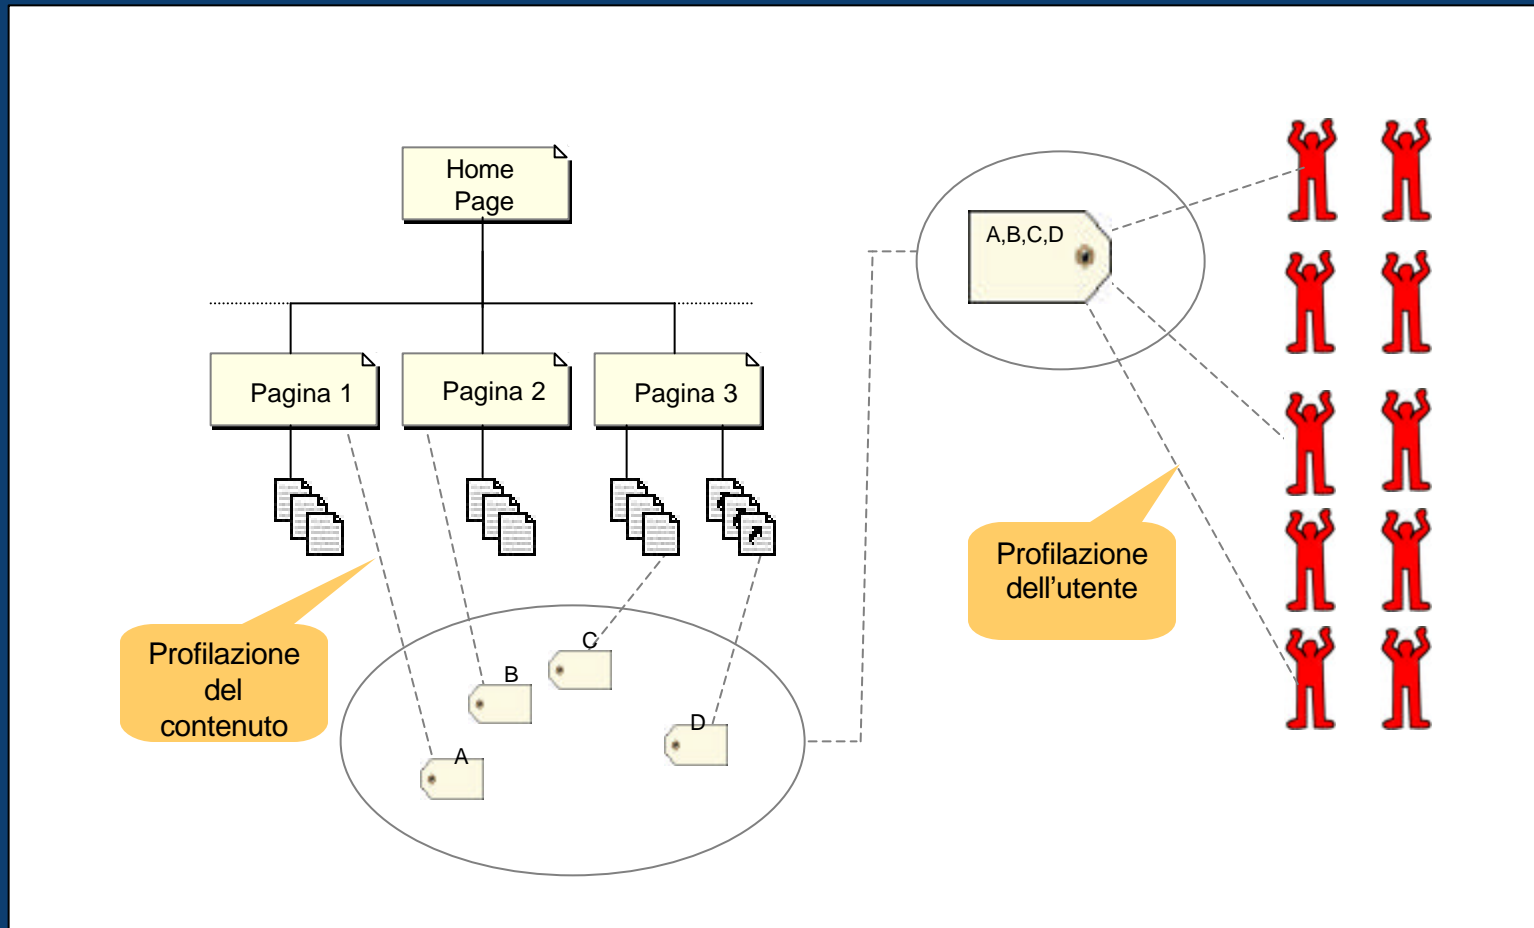 Home
Page
A,B,C,D
Pagina 1
Pagina 2
Pagina 3
Profilazione
dell'utente
Profilazione
del
contenuto
C
B
D
A